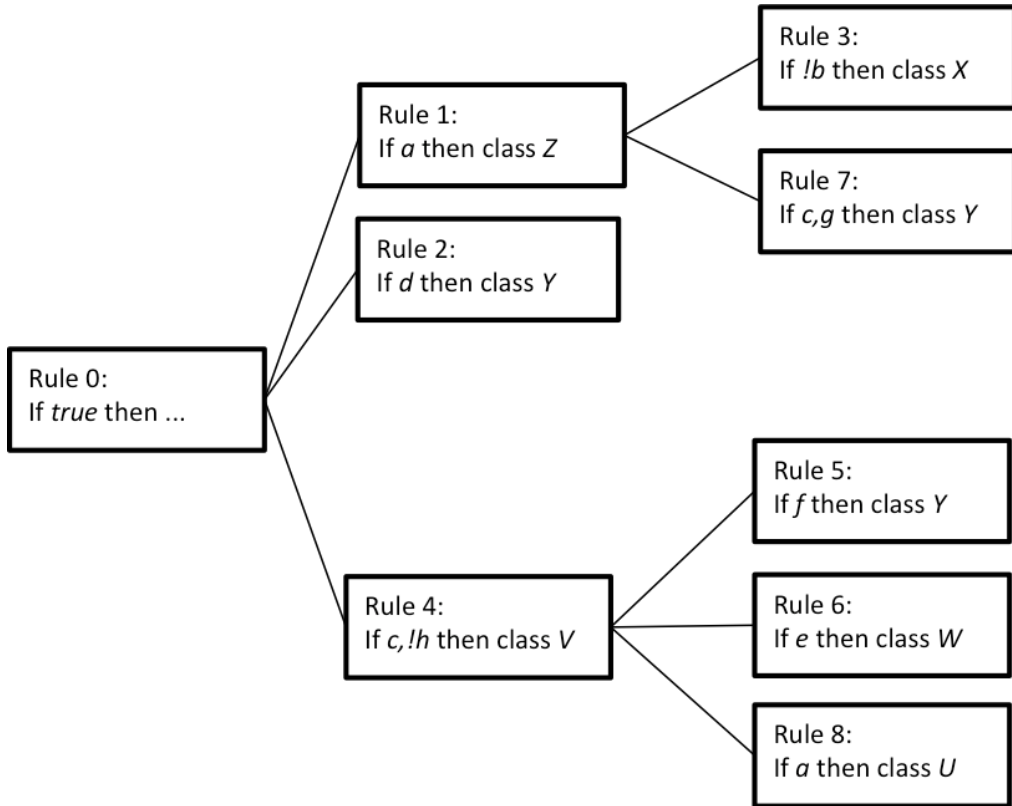 Rule 3:
If !b then class X
Rule 1:
If a then class Z
Rule 7:
If c,g then class Y
Rule 2:
If d then class Y
Rule 0:
If true then ...
Rule 5:
If f then class Y
Rule 4:
If c,!h then class V
Rule 6:
If e then class W
Rule 8:
If a then class U